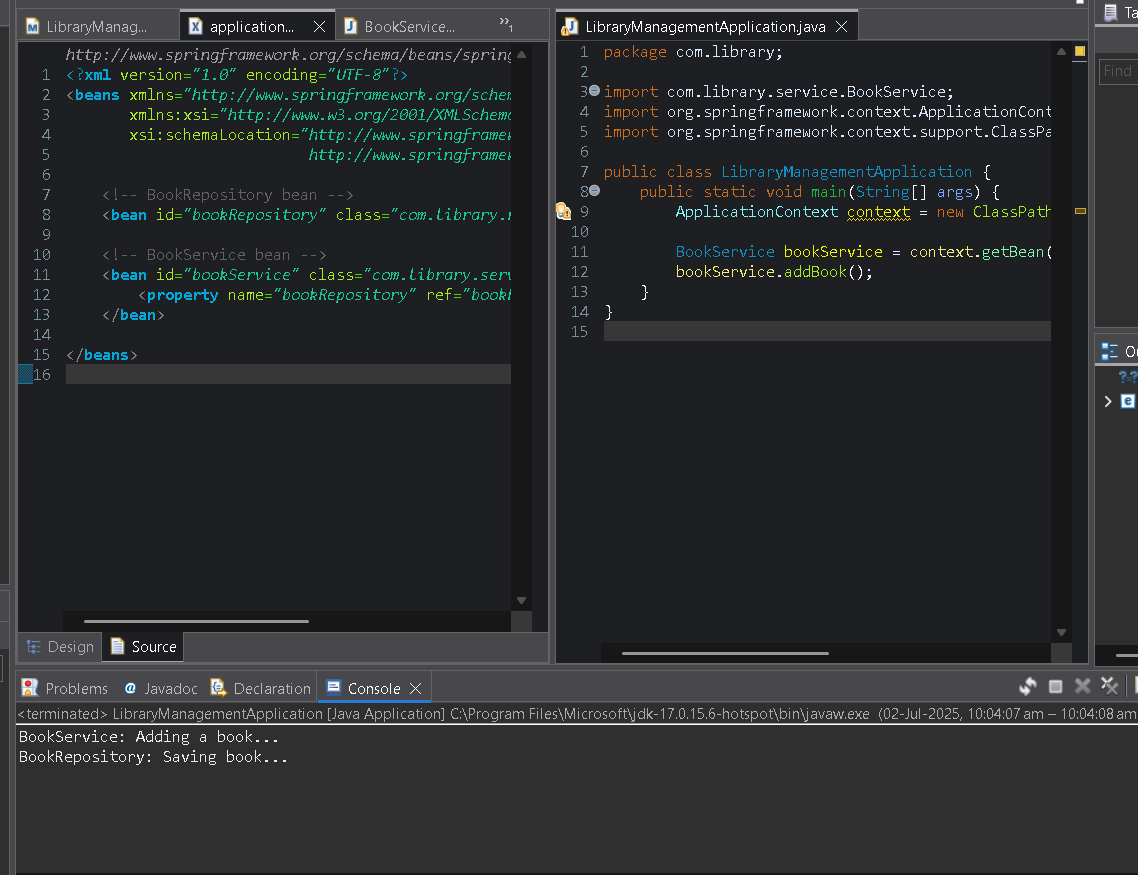 LibraryManag...
application...
BookService...
»1
http://www.springframework.org/schema/beans/spring
1 <?xml version="1.0" encoding="UTF-8"?>
2 <beans xmlns="http://www.springframework.org/schem
3 xmlns:xsi="http://www.w3.org/2001/XMLSchema
4 xsi:schemaLocation="http://www.springframew
5 http://www.springframew
6
7 <!-- BookRepository bean -->
8 <bean id="bookRepository" class="com.library.r
9
10 <!-- BookService bean -->
11 <bean id="bookService" class="com.library.serv
12 <property name="bookRepository" ref="bookR
13 </bean>
14
15 </beans>
16
Design
Source
LibraryManagementApplication.java
1 package com.library;
2
3 import com.library.service.BookService;
4 import org.springframework.context.ApplicationCont
5 import org.springframework.context.support.ClassPa
6
7 public class LibraryManagementApplication {
8 public static void main(String[] args) {
9 ApplicationContext context = new ClassPath
10
11 BookService bookService = context.getBean(
12 bookService.addBook();
13 }
14 }
15
Ta
Find
Ou
Problems
Javadoc
Declaration
Console
<terminated> LibraryManagementApplication [Java Application] C:\Program Files\Microsoft\jdk-17.0.15.6-hotspot\bin\javaw.exe (02-Jul-2025, 10:04:07 am – 10:04:08 am
BookService: Adding a book...
BookRepository: Saving book...